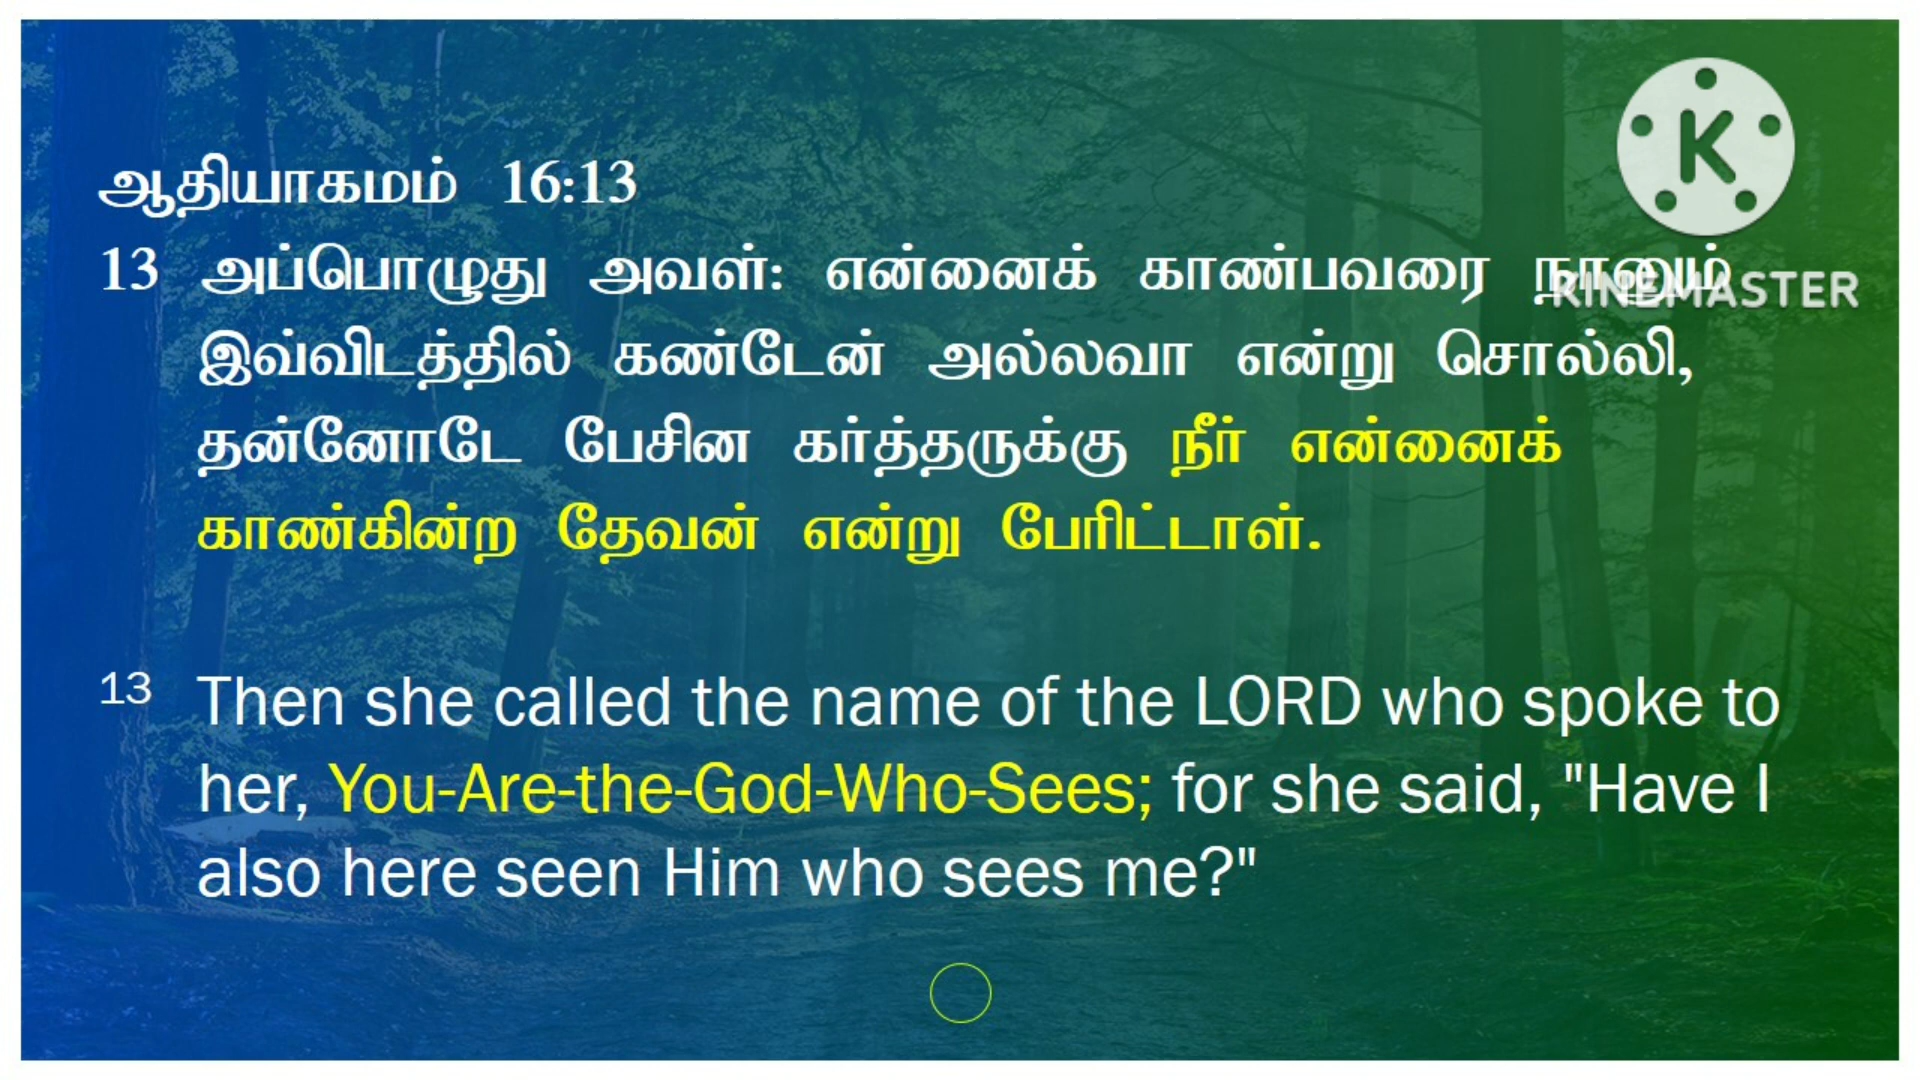 ஆதியாகமம் 16:13
13 அப்பொழுது அவள்: என்னைக் காண்பவரை நானும்
இவ்விடத்தில் கண்டேன் அல்லவா என்று சொல்லி,
தன்னோடே பேசின கர்த்தருக்கு நீர் என்னைக்
காண்கின்ற தேவன் என்று பேரிட்டாள்.
13 Then she called the name of the LORD who spoke to
her, You-Are-the-God-Who-Sees; for she said, "Have I
also here seen Him who sees me?"
K
KINEMASTER